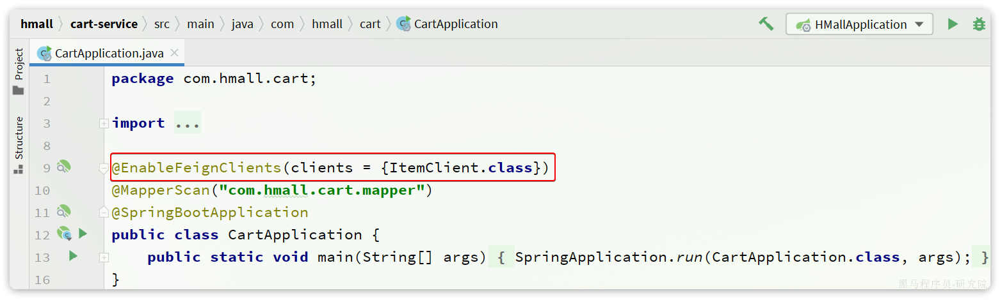 hmall 〉 cart-service 〉 src 〉 main 〉 java 〉 com 〉 hmall 〉 cart 〉 CartApplication
HMallApplication
Project
Structure
CartApplication.java
1 package com.hmall.cart;
2
3 import ...
8
9 @EnableFeignClients(clients = {ItemClient.class})
10 @MapperScan("com.hmall.cart.mapper")
11 @SpringBootApplication
12 public class CartApplication {
13 public static void main(String[] args) { SpringApplication.run(CartApplication.class, args); }
16 }
黑马程序员-研究院